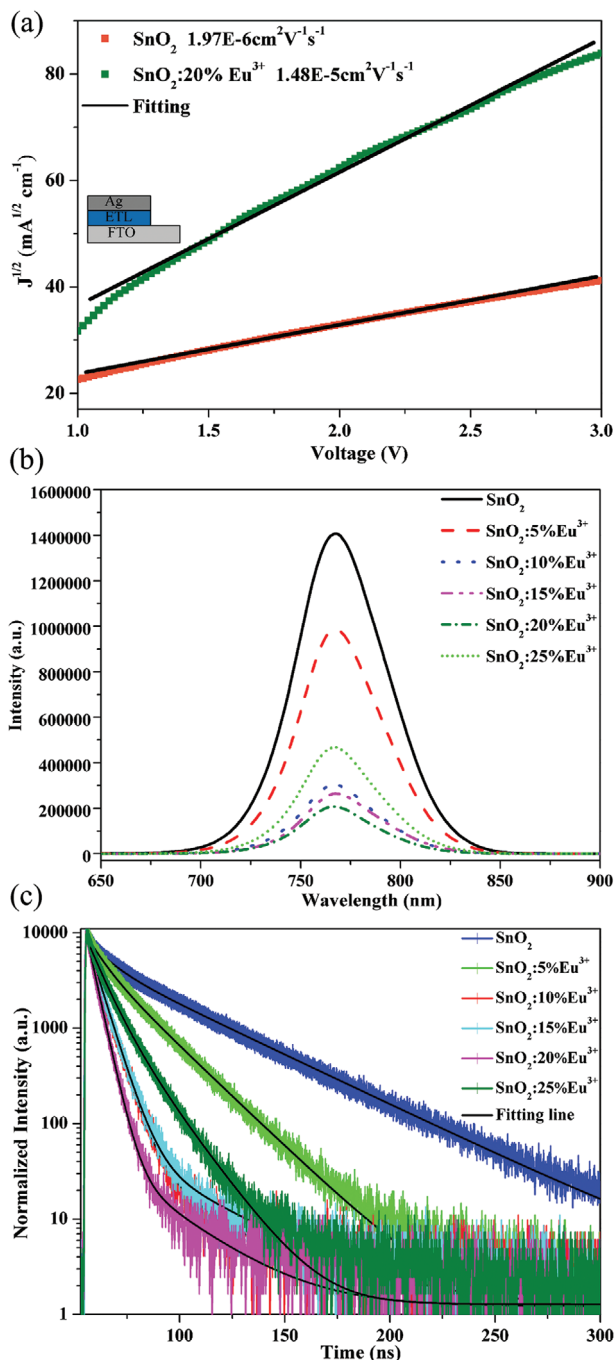 (a)
SnO₂ 1.97E-6cm²V⁻¹s⁻¹
SnO₂:20% Eu³⁺ 1.48E-5cm²V⁻¹s⁻¹
Fitting
Ag
ETL
FTO
J¹ᐟ² (mA¹ᐟ² cm⁻¹)
80
60
40
20
1.0 1.5 2.0 2.5 3.0
Voltage (V)
(b)
SnO₂
SnO₂:5%Eu³⁺
SnO₂:10%Eu³⁺
SnO₂:15%Eu³⁺
SnO₂:20%Eu³⁺
SnO₂:25%Eu³⁺
Intensity (a.u.)
1600000
1400000
1200000
1000000
800000
600000
400000
200000
0
650 700 750 800 850 900
Wavelength (nm)
(c)
SnO₂
SnO₂:5%Eu³⁺
SnO₂:10%Eu³⁺
SnO₂:15%Eu³⁺
SnO₂:20%Eu³⁺
SnO₂:25%Eu³⁺
Fitting line
Normalized Intensity (a.u.)
10000
1000
100
10
1
100 150 200 250 300
Time (ns)